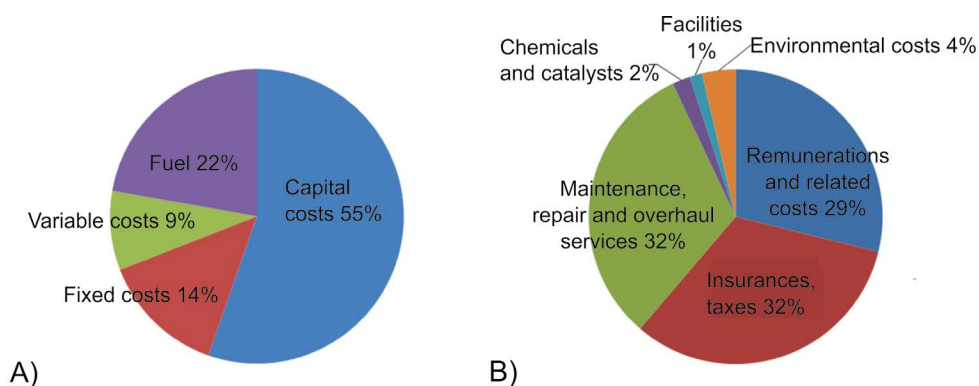 Fuel 22%
Capital
costs 55%
Variable costs 9%
Fixed costs 14%
A)
Facilities
1%
Chemicals
and catalysts 2%
Environmental costs 4%
Remunerations
and related
costs 29%
Maintenance,
repair and overhaul
services 32%
Insurances,
taxes 32%
B)